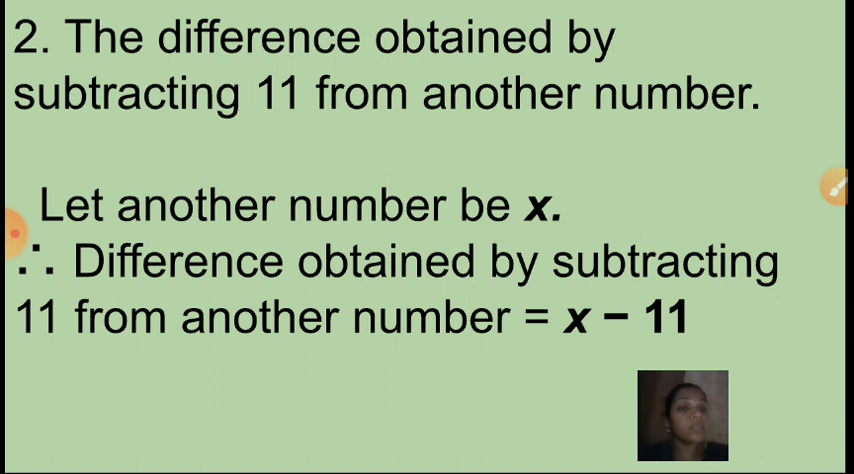 2. The difference obtained by
subtracting 11 from another number.
Let another number be x.
∴ Difference obtained by subtracting
11 from another number = x – 11